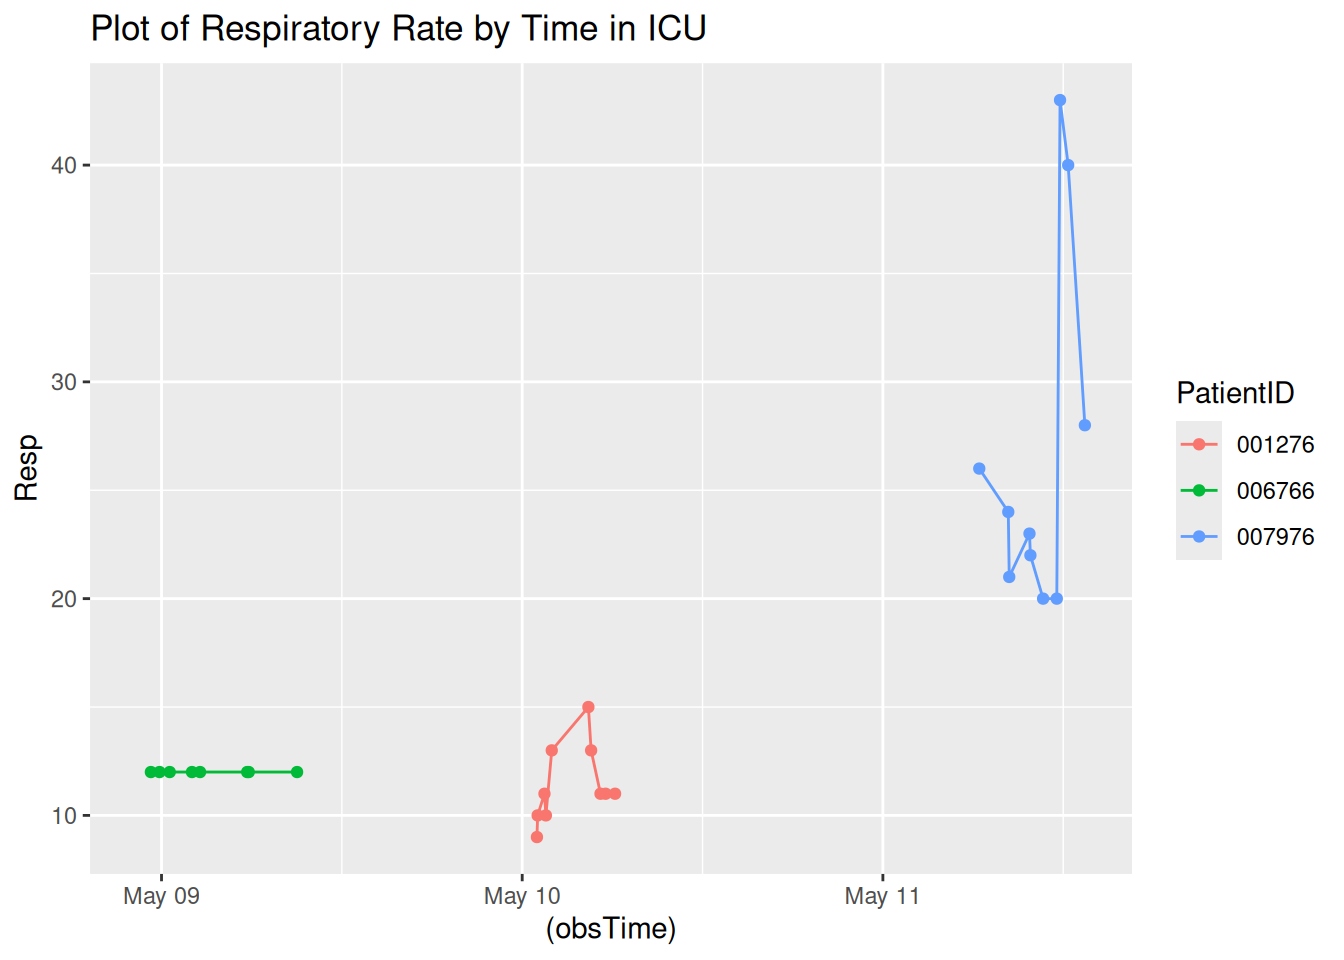 Plot of Respiratory Rate by Time in ICU
40
30
20
10
Resp
May 09
May 10
May 11
(obsTime)
PatientID
001276
006766
007976